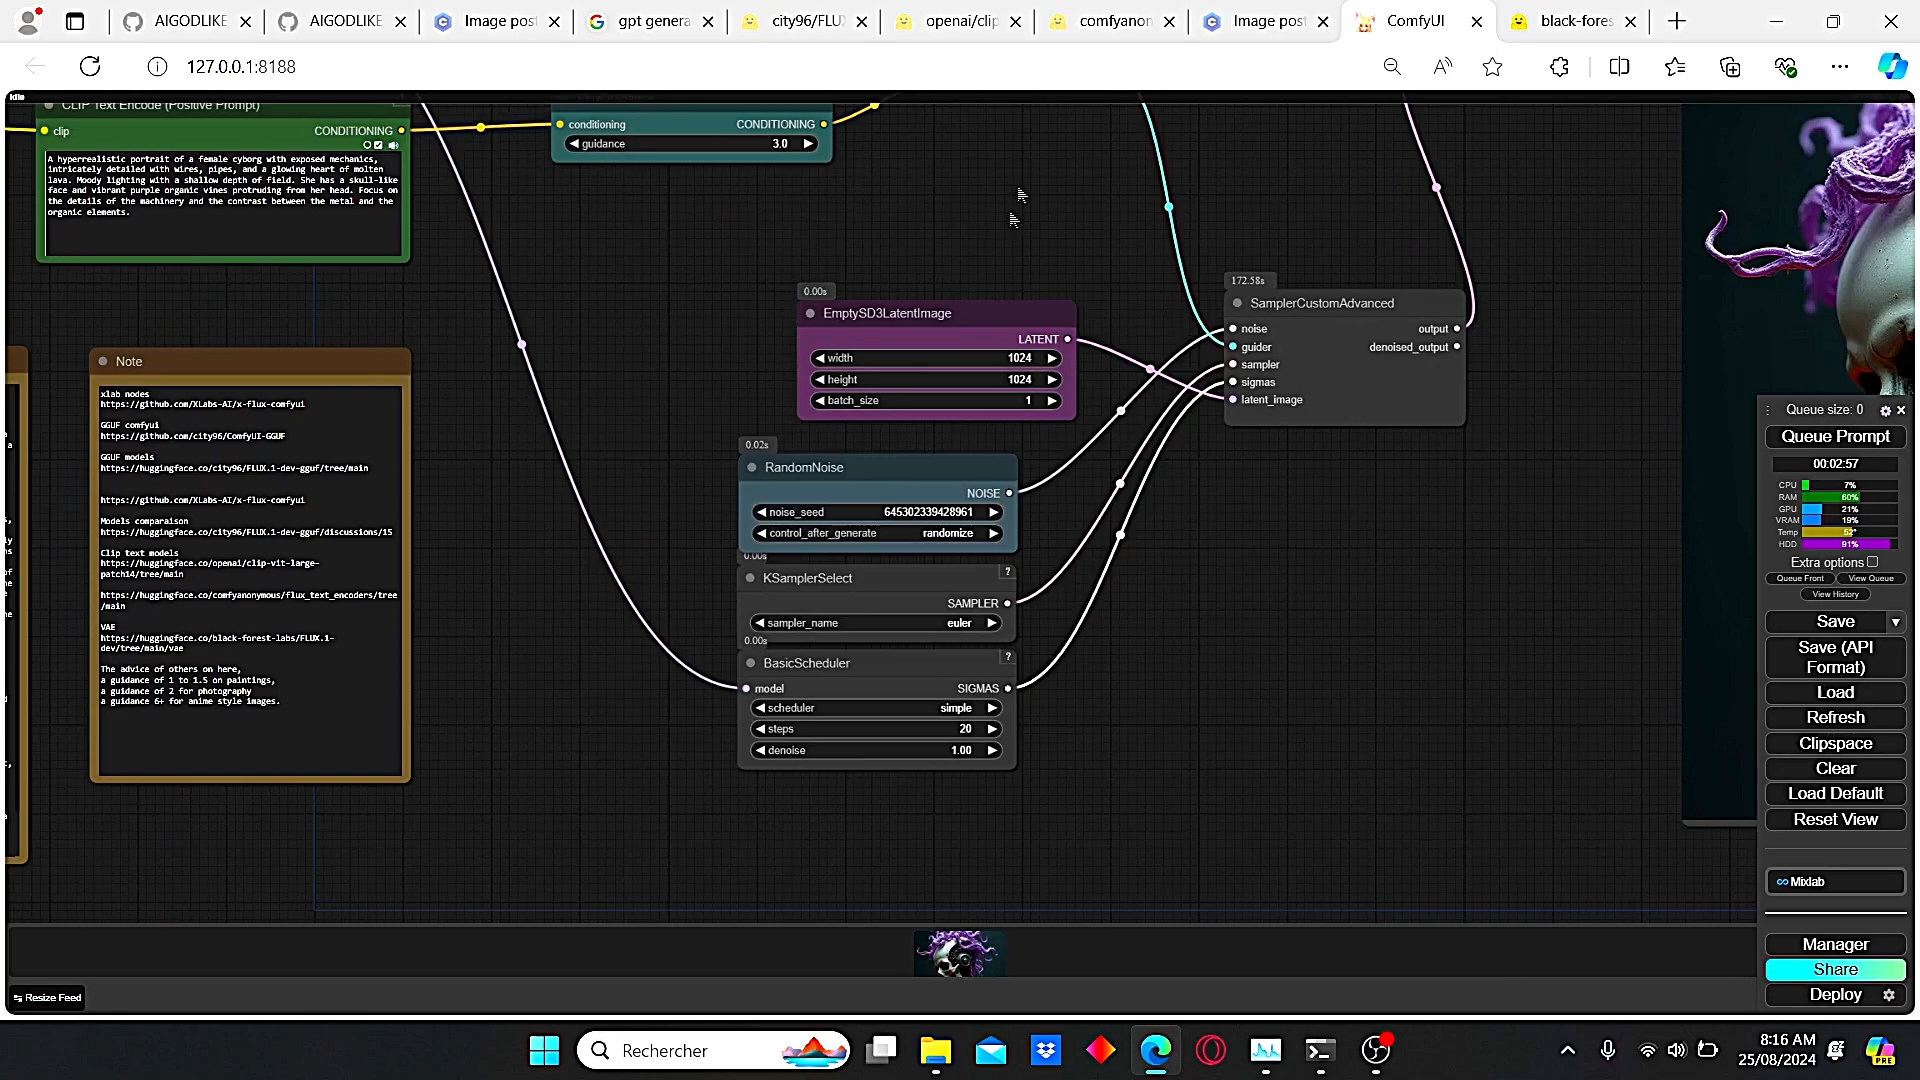 AIGODLIKE
AIGODLIKE
Image post
gpt genera
city96/FLUX
openai/clip
comfyanon
Image post
ComfyUI
black-fores
127.0.0.1:8188
Idle
CLIP Text Encode (Positive Prompt)
clip
CONDITIONING
A hyperrealistic portrait of a female cyborg with exposed mechanics,
intricately detailed with wires, pipes, and a glowing heart of molten
lava. Moody lighting with a shallow depth of field. She has a skull-like
face and vibrant purple organic vines protruding from her head. Focus on
the details of the machinery and the contrast between the metal and the
organic elements.
conditioning
CONDITIONING
guidance
3.0
Note
xlab nodes
https://github.com/XLabs-AI/x-flux-comfyui
GGUF comfyui
https://github.com/city96/ComfyUI-GGUF
GGUF models
https://huggingface.co/city96/FLUX.1-dev-gguf/tree/main
https://github.com/XLabs-AI/x-flux-comfyui
Models comparaison
https://huggingface.co/city96/FLUX.1-dev-gguf/discussions/15
Clip text models
https://huggingface.co/openai/clip-vit-large-
patch14/tree/main
https://huggingface.co/comfyanonymous/flux_text_encoders/tree
/main
VAE
https://huggingface.co/black-forest-labs/FLUX.1-
dev/tree/main/vae
The advice of others on here,
a guidance of 1 to 1.5 on paintings,
a guidance of 2 for photography
a guidance 6+ for anime style images.
0.00s
EmptySD3LatentImage
LATENT
width
1024
height
1024
batch_size
1
0.02s
RandomNoise
NOISE
noise_seed
645302339428961
control_after_generate
randomize
0.00s
KSamplerSelect
?
SAMPLER
sampler_name
euler
0.00s
BasicScheduler
?
model
SIGMAS
scheduler
simple
steps
20
denoise
1.00
172.58s
SamplerCustomAdvanced
noise
output
guider
denoised_output
sampler
sigmas
latent_image
Queue size: 0
Queue Prompt
00:02:57
CPU
7%
RAM
60%
GPU
21%
VRAM
19%
Temp
52°
HDD
91%
Extra options
Queue Front
View Queue
View History
Save
Save (API
Format)
Load
Refresh
Clipspace
Clear
Load Default
Reset View
Mixlab
Manager
Share
Deploy
Resize Feed
Rechercher
8:16 AM
25/08/2024
PRE